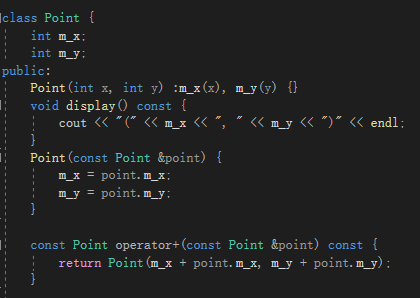 class Point {
int m_x;
int m_y;
public:
Point(int x, int y) :m_x(x), m_y(y) {}
void display() const {
cout << "(" << m_x << ", " << m_y << ")" << endl;
}
Point(const Point &point) {
m_x = point.m_x;
m_y = point.m_y;
}
const Point operator+(const Point &point) const {
return Point(m_x + point.m_x, m_y + point.m_y);
}